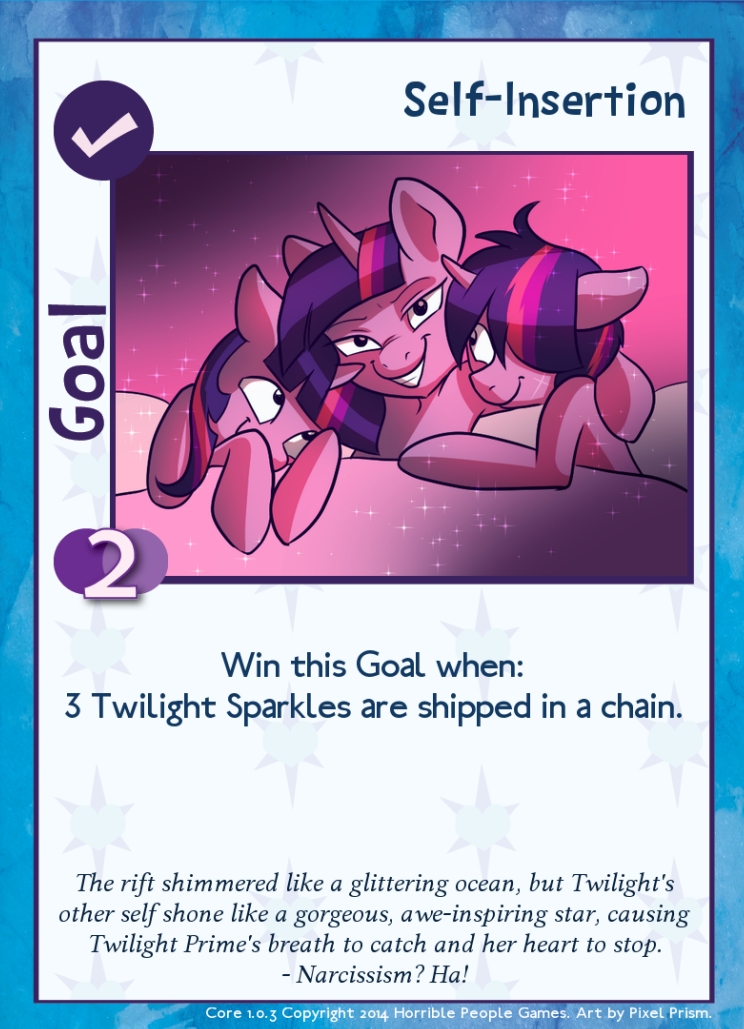 Self-Insertion
Goal
2
Win this Goal when:
3 Twilight Sparkles are shipped in a chain.
The rift shimmered like a glittering ocean, but Twilight's
other self shone like a gorgeous, awe-inspiring star, causing
Twilight Prime's breath to catch and her heart to stop.
- Narcissism? Ha!
Core 1.0.3 Copyright 2014 Horrible People Games. Art by Pixel Prism.